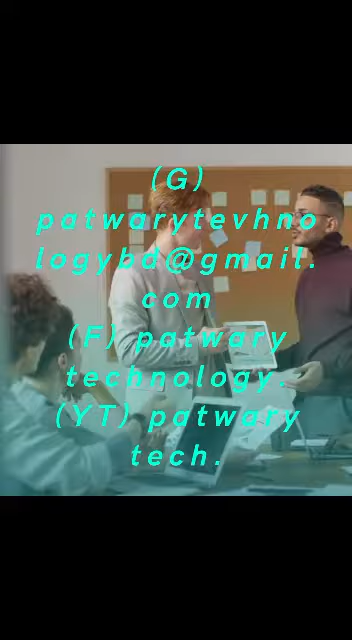 (G)
patwarytevhno
logybd@gmail.
com
(F) patwary
technology.
(YT) patwary
tech.